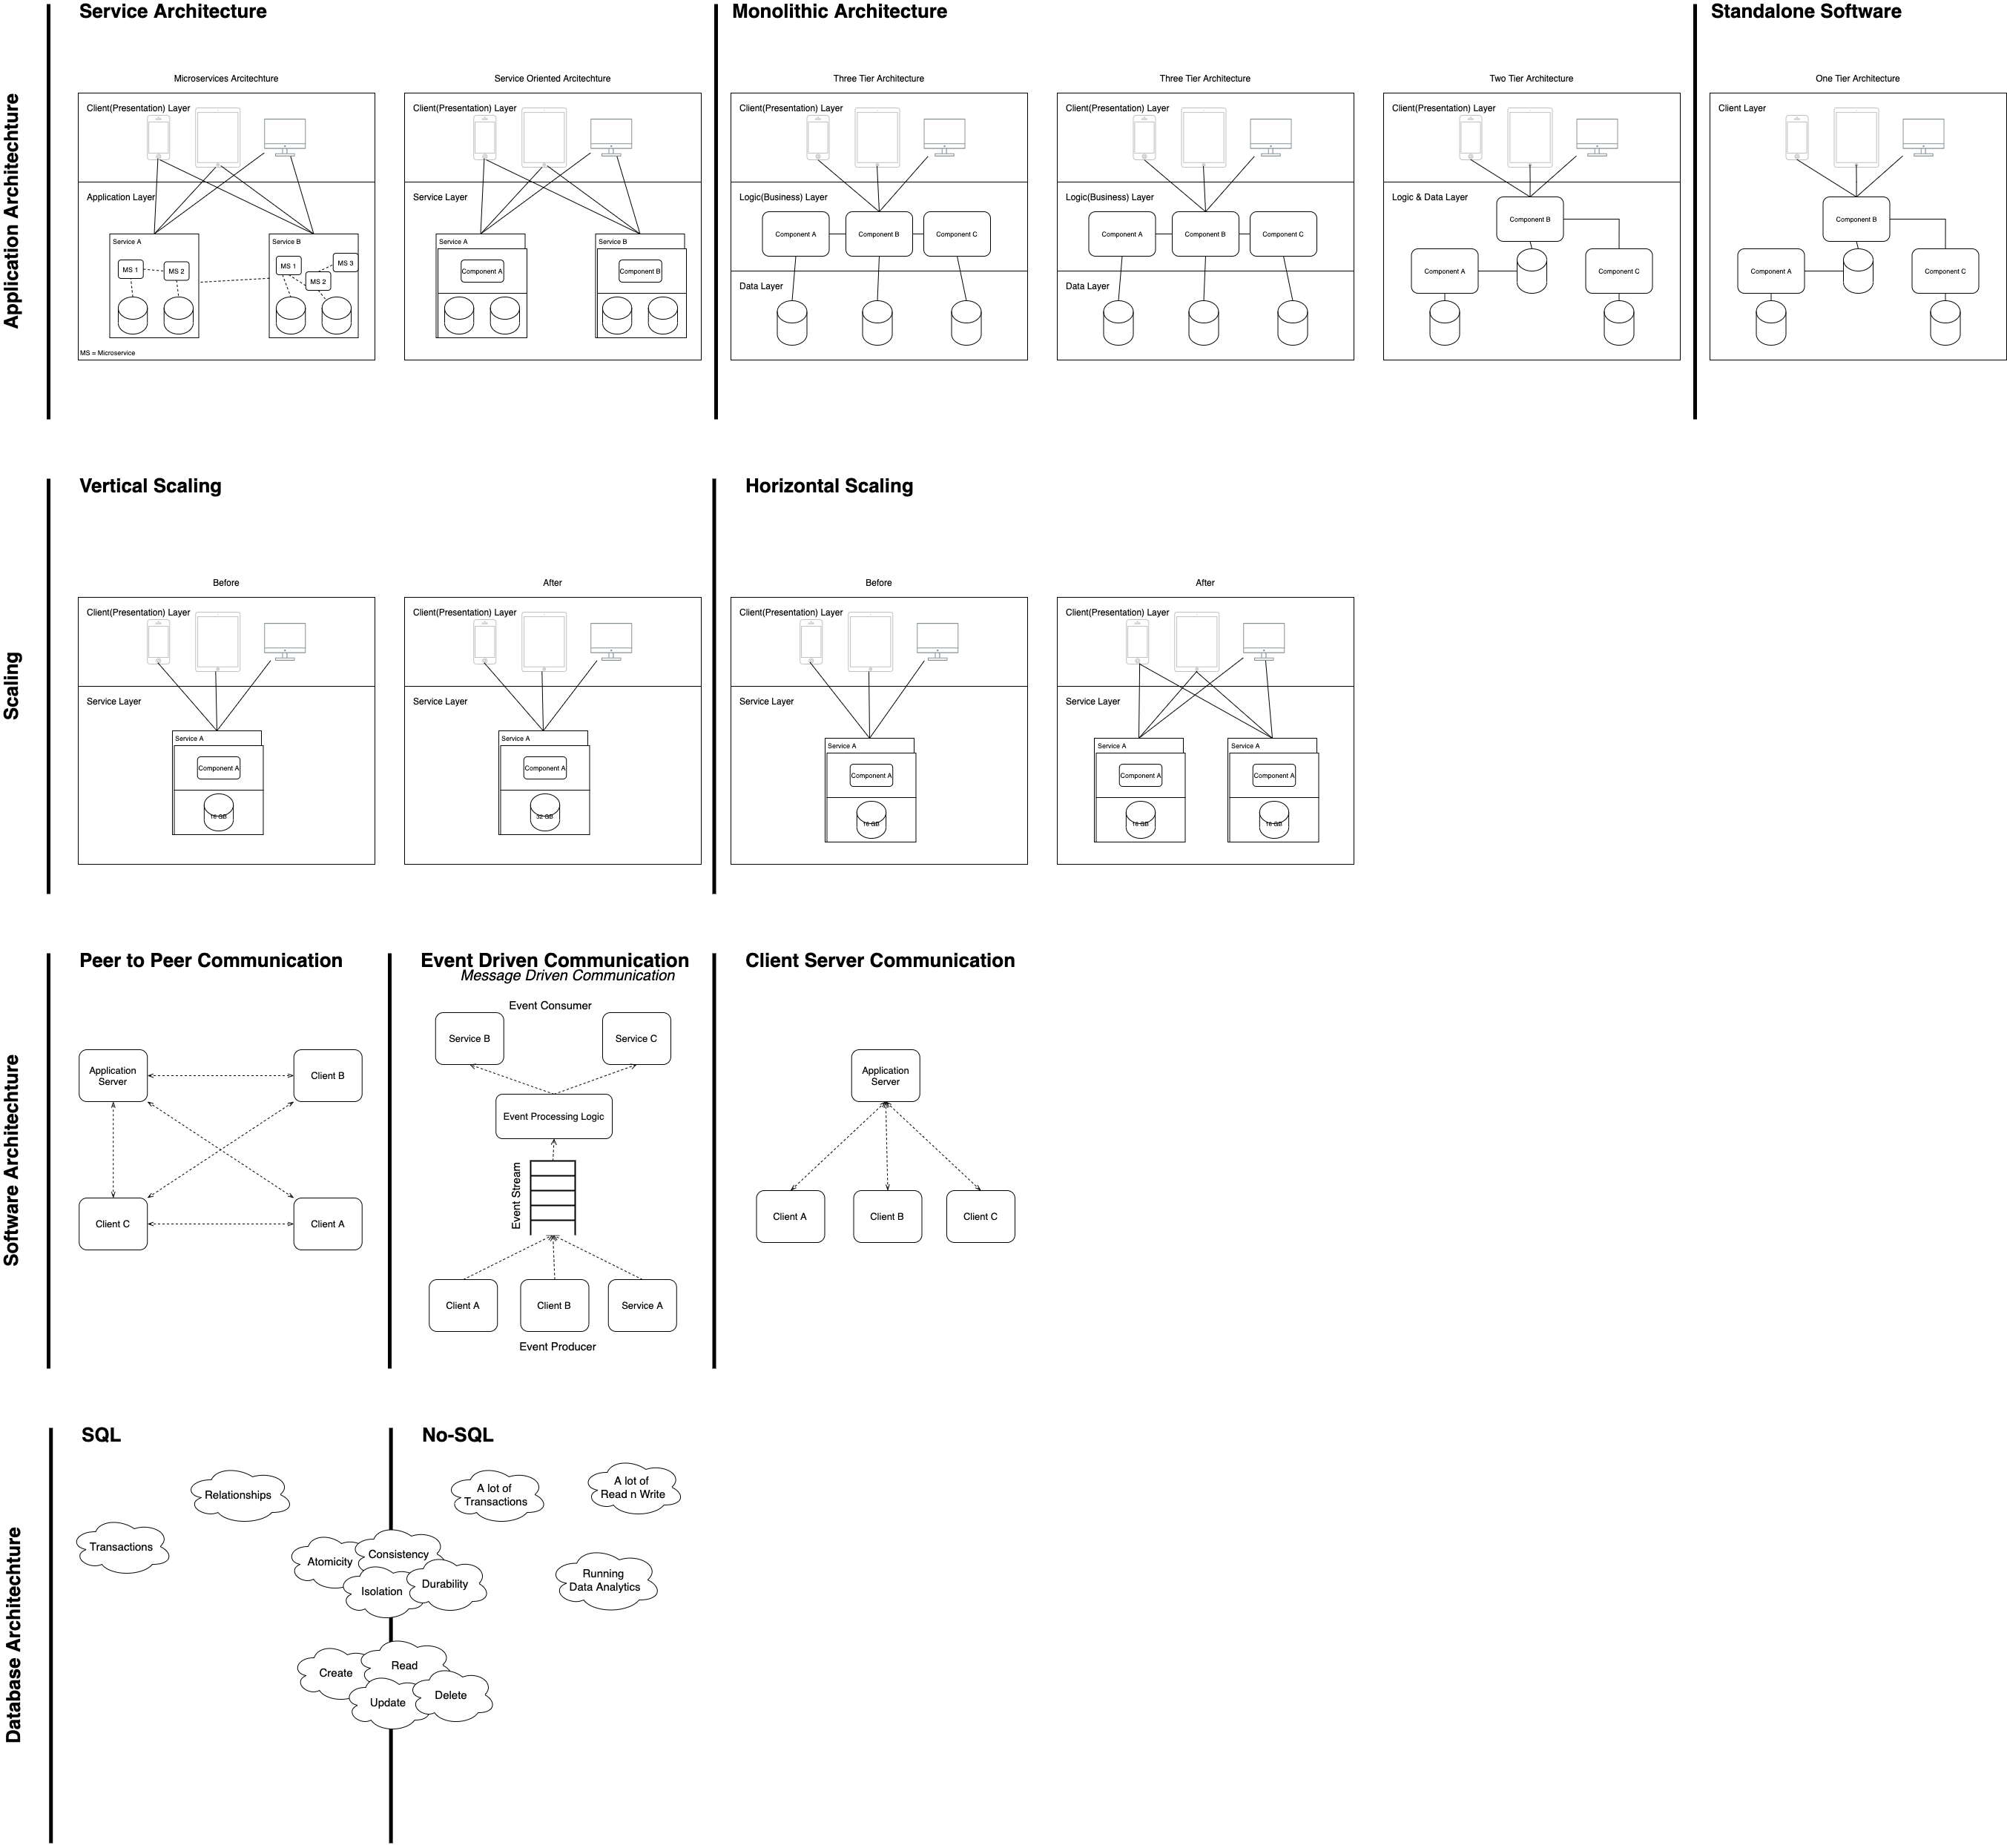 Application Architechture
Service Architecture
Monolithic Architecture
Standalone Software
Microservices Arcitechture
Client(Presentation) Layer
Application Layer
Service A
MS 1
MS 2
Service B
MS 1
MS 2
MS 3
MS = Microservice
Service Oriented Arcitechture
Client(Presentation) Layer
Service Layer
Service A
Component A
Service B
Component B
Three Tier Architecture
Client(Presentation) Layer
Logic(Business) Layer
Component A
Component B
Component C
Data Layer
Three Tier Architecture
Client(Presentation) Layer
Logic(Business) Layer
Component A
Component B
Component C
Data Layer
Two Tier Architecture
Client(Presentation) Layer
Logic & Data Layer
Component B
Component A
Component C
One Tier Architecture
Client Layer
Component B
Component A
Component C
Scaling
Vertical Scaling
Before
Client(Presentation) Layer
Service Layer
Service A
Component A
16 GB
After
Client(Presentation) Layer
Service Layer
Service A
Component A
32 GB
Horizontal Scaling
Before
Client(Presentation) Layer
Service Layer
Service A
Component A
16 GB
After
Client(Presentation) Layer
Service Layer
Service A
Component A
16 GB
Service A
Component A
16 GB
Software Architechture
Peer to Peer Communication
Application
Server
Client B
Client C
Client A
Event Driven Communication
Message Driven Communication
Event Consumer
Service B
Service C
Event Processing Logic
Event Stream
Client A
Client B
Service A
Event Producer
Client Server Communication
Application
Server
Client A
Client B
Client C
Database Architechture
SQL
Relationships
Transactions
Atomicity
Consistency
Isolation
Durability
Create
Read
Update
Delete
No-SQL
A lot of
Transactions
A lot of
Read n Write
Running
Data Analytics